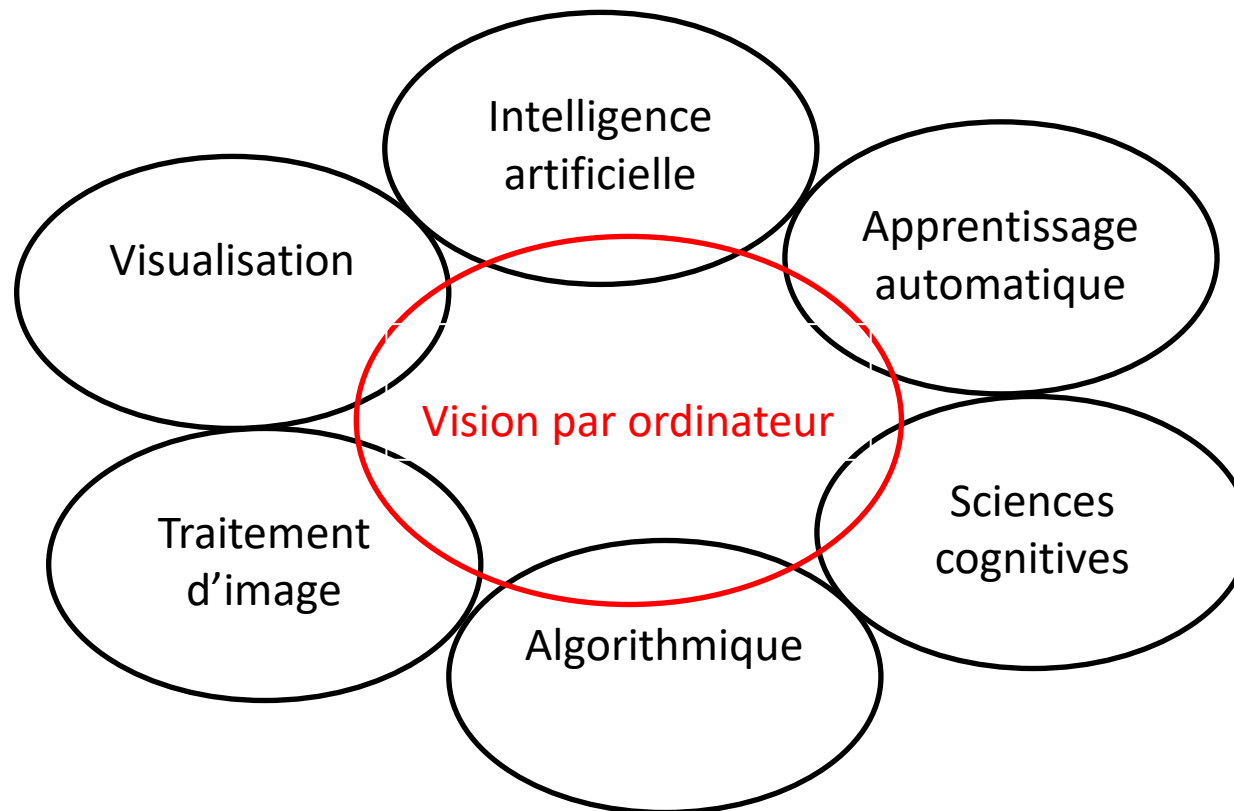 Intelligence
artificielle
Apprentissage
automatique
Visualisation
Vision par ordinateur
Sciences
cognitives
Traitement
d’image
Algorithmique